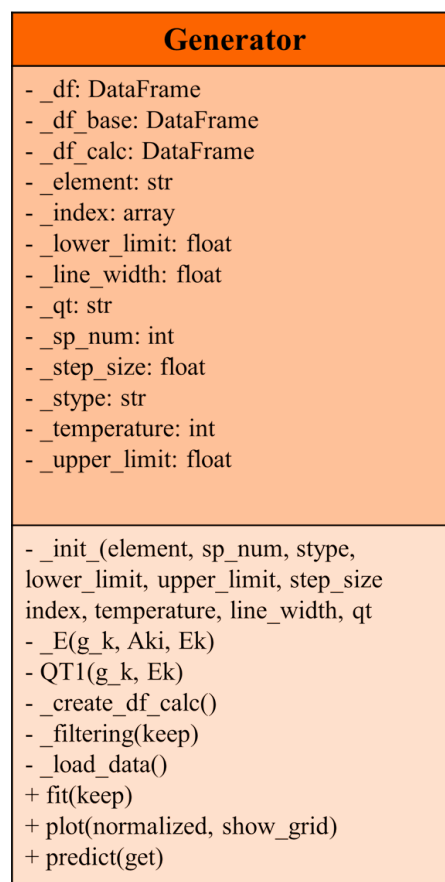 Generator
- _df: DataFrame
- _df_base: DataFrame
- _df_calc: DataFrame
- _element: str
- _index: array
- _lower_limit: float
- _line_width: float
- _qt: str
- _sp_num: int
- _step_size: float
- _stype: str
- _temperature: int
- _upper_limit: float
- _init_(element, sp_num, stype,
lower_limit, upper_limit, step_size
index, temperature, line_width, qt
- _E(g_k, Aki, Ek)
- QT1(g_k, Ek)
- _create_df_calc()
- _filtering(keep)
- _load_data()
+ fit(keep)
+ plot(normalized, show_grid)
+ predict(get)